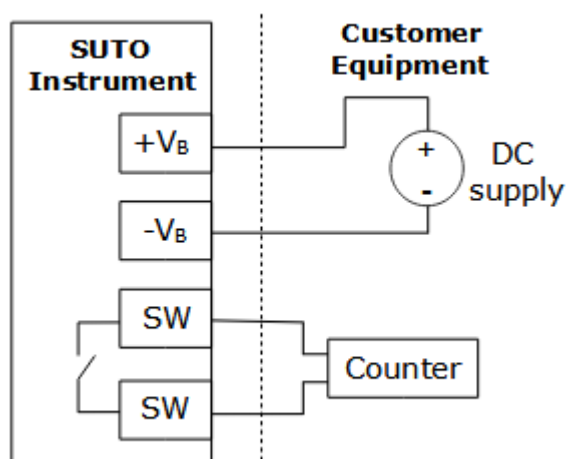 SUTO
Instrument
Customer
Equipment
+VB
+
-
DC
supply
-VB
SW
Counter
SW